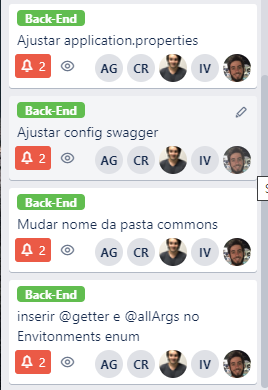 Back-End
Ajustar application.properties
2
AG CR IV
Back-End
Ajustar config swagger
2
AG CR IV
Back-End
Mudar nome da pasta commons
2
AG CR IV
Back-End
inserir @getter e @allArgs no
Envitonments enum
2
AG CR IV